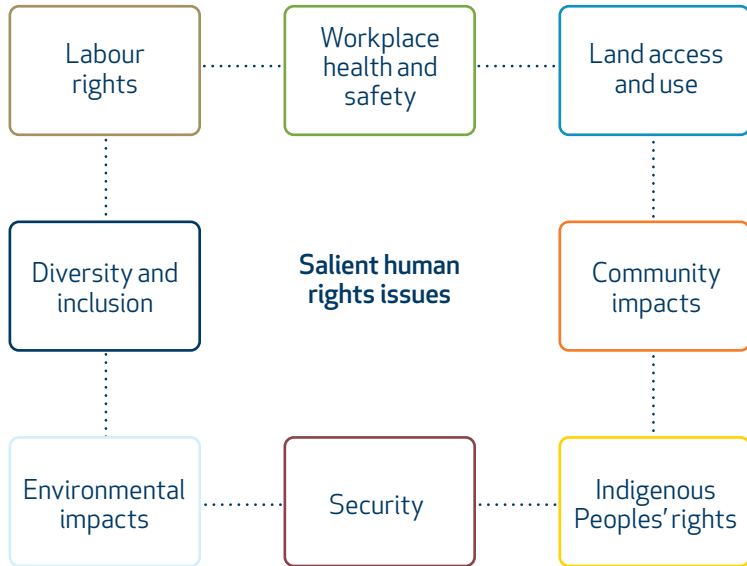 Labour
rights
Workplace
health and
safety
Land access
and use
Diversity and
inclusion
Salient human
rights issues
Community
impacts
Environmental
impacts
Security
Indigenous
Peoples’ rights